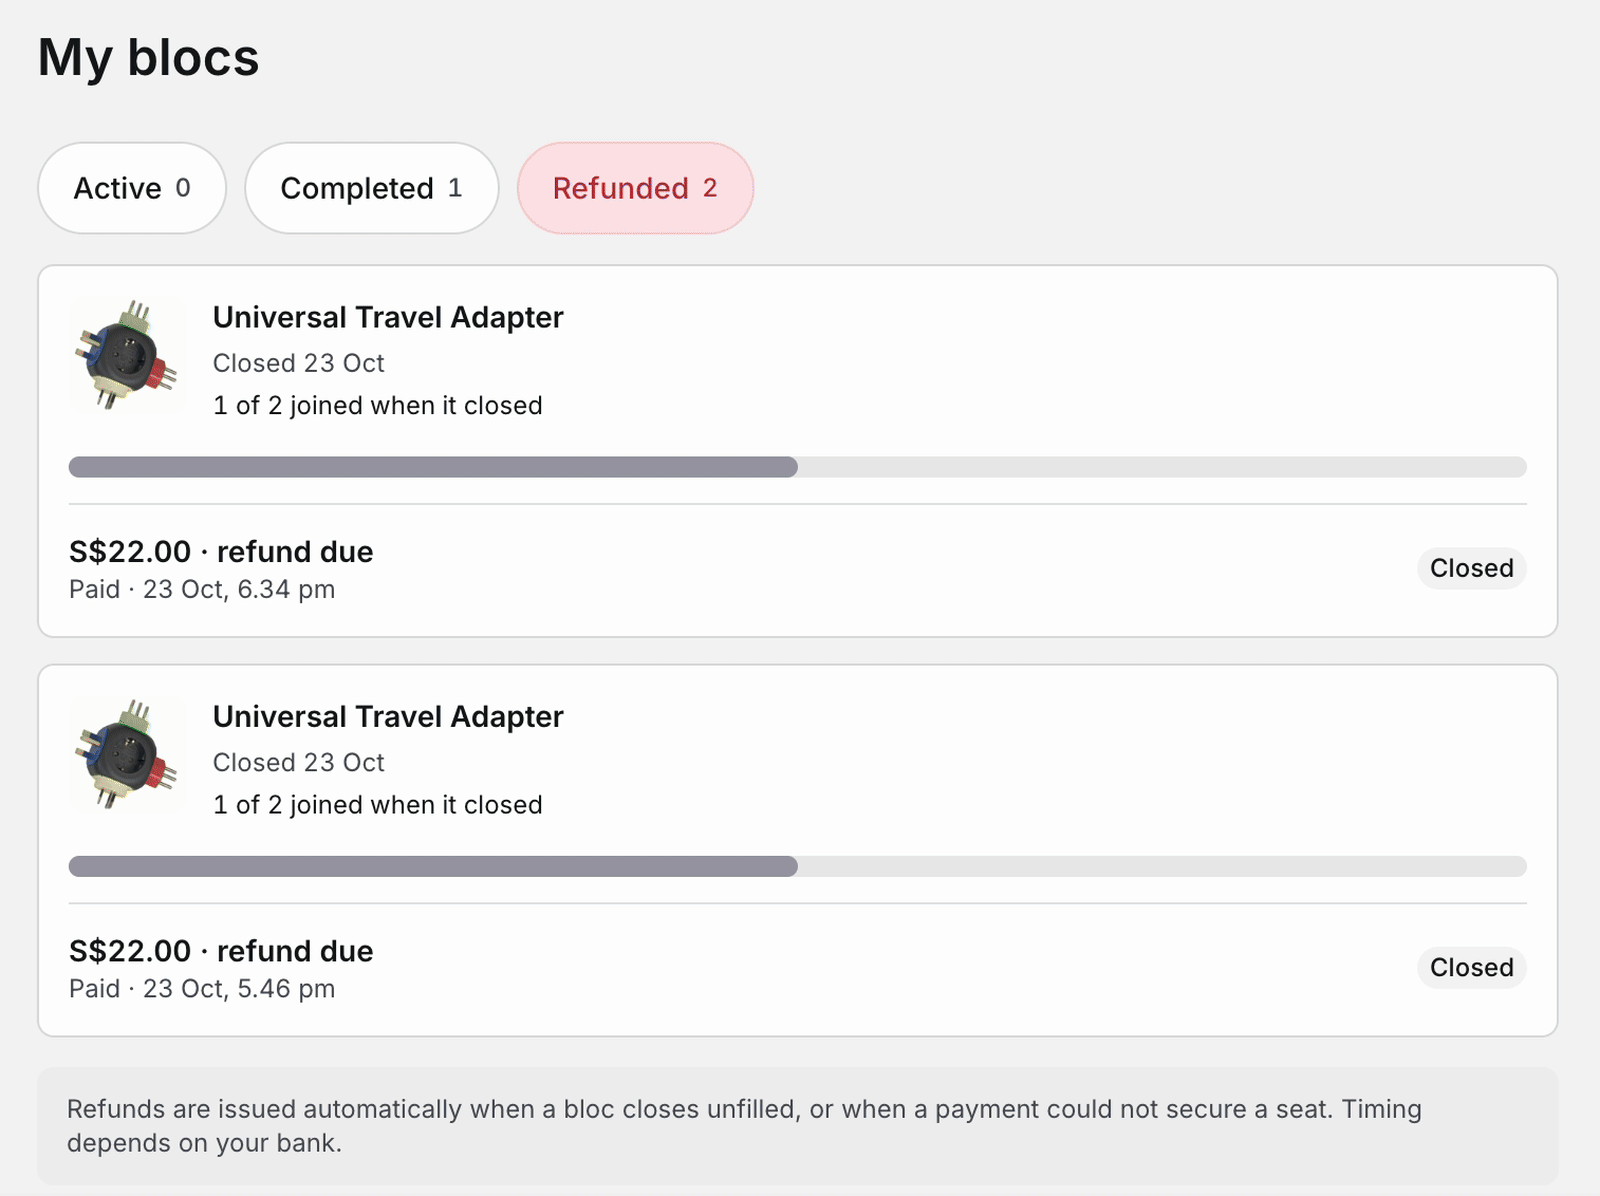 My blocs
Active 0
Completed 1
Refunded 2
Universal Travel Adapter
Closed 23 Oct
1 of 2 joined when it closed
S$22.00 · refund due
Paid · 23 Oct, 6.34 pm
Closed
Universal Travel Adapter
Closed 23 Oct
1 of 2 joined when it closed
S$22.00 · refund due
Paid · 23 Oct, 5.46 pm
Closed
Refunds are issued automatically when a bloc closes unfilled, or when a payment could not secure a seat. Timing
depends on your bank.